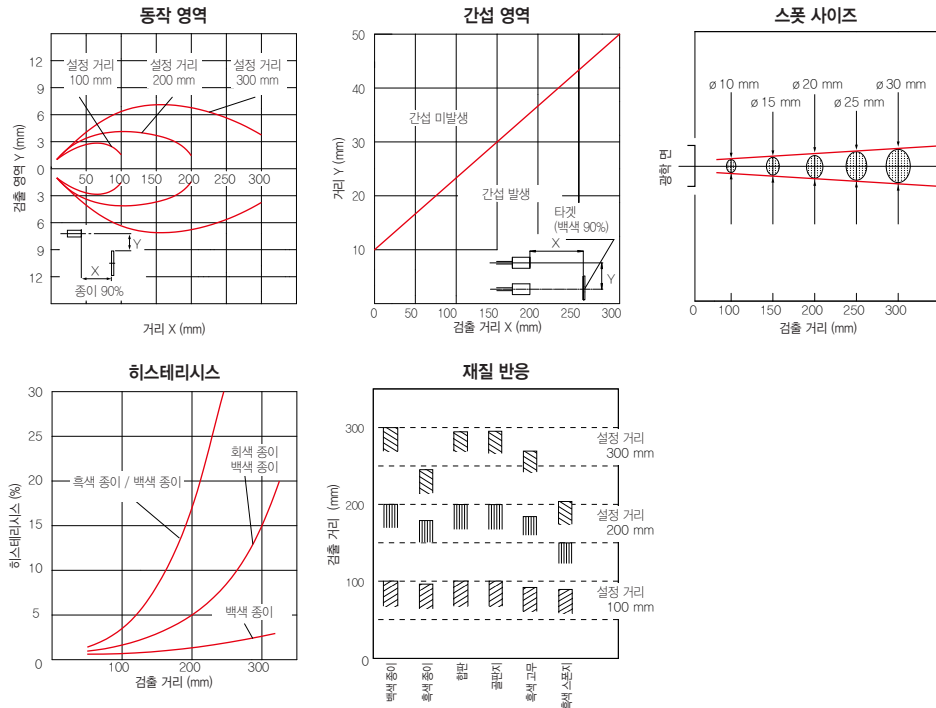 동작 영역
15
12
9
6
3
0
3
6
9
12
검출 영역 Y (mm)
설정 거리
100 mm
설정 거리
200 mm
설정 거리
300 mm
50
100
150
200
250
300
Y
X
종이 90%
거리 X (mm)
간섭 영역
50
40
30
20
10
거리 Y (mm)
간섭 미발생
간섭 발생
타겟
(백색 90%)
X
Y
0
50
100
150
200
250
300
검출 거리 X (mm)
스폿 사이즈
ø 10 mm
ø 15 mm
ø 20 mm
ø 25 mm
ø 30 mm
광학 면
50
100
150
200
250
300
350
검출 거리 (mm)
히스테리시스
30
25
20
15
10
5
0
히스테리시스 (%)
흑색 종이 / 백색 종이
회색 종이
백색 종이
백색 종이
100
200
300
검출 거리 (mm)
재질 반응
300
200
100
0
검출 거리 (mm)
설정 거리
300 mm
설정 거리
200 mm
설정 거리
100 mm
백색 종이
흑색 종이
합판
골판지
흑색 고무
흑색 스폰지